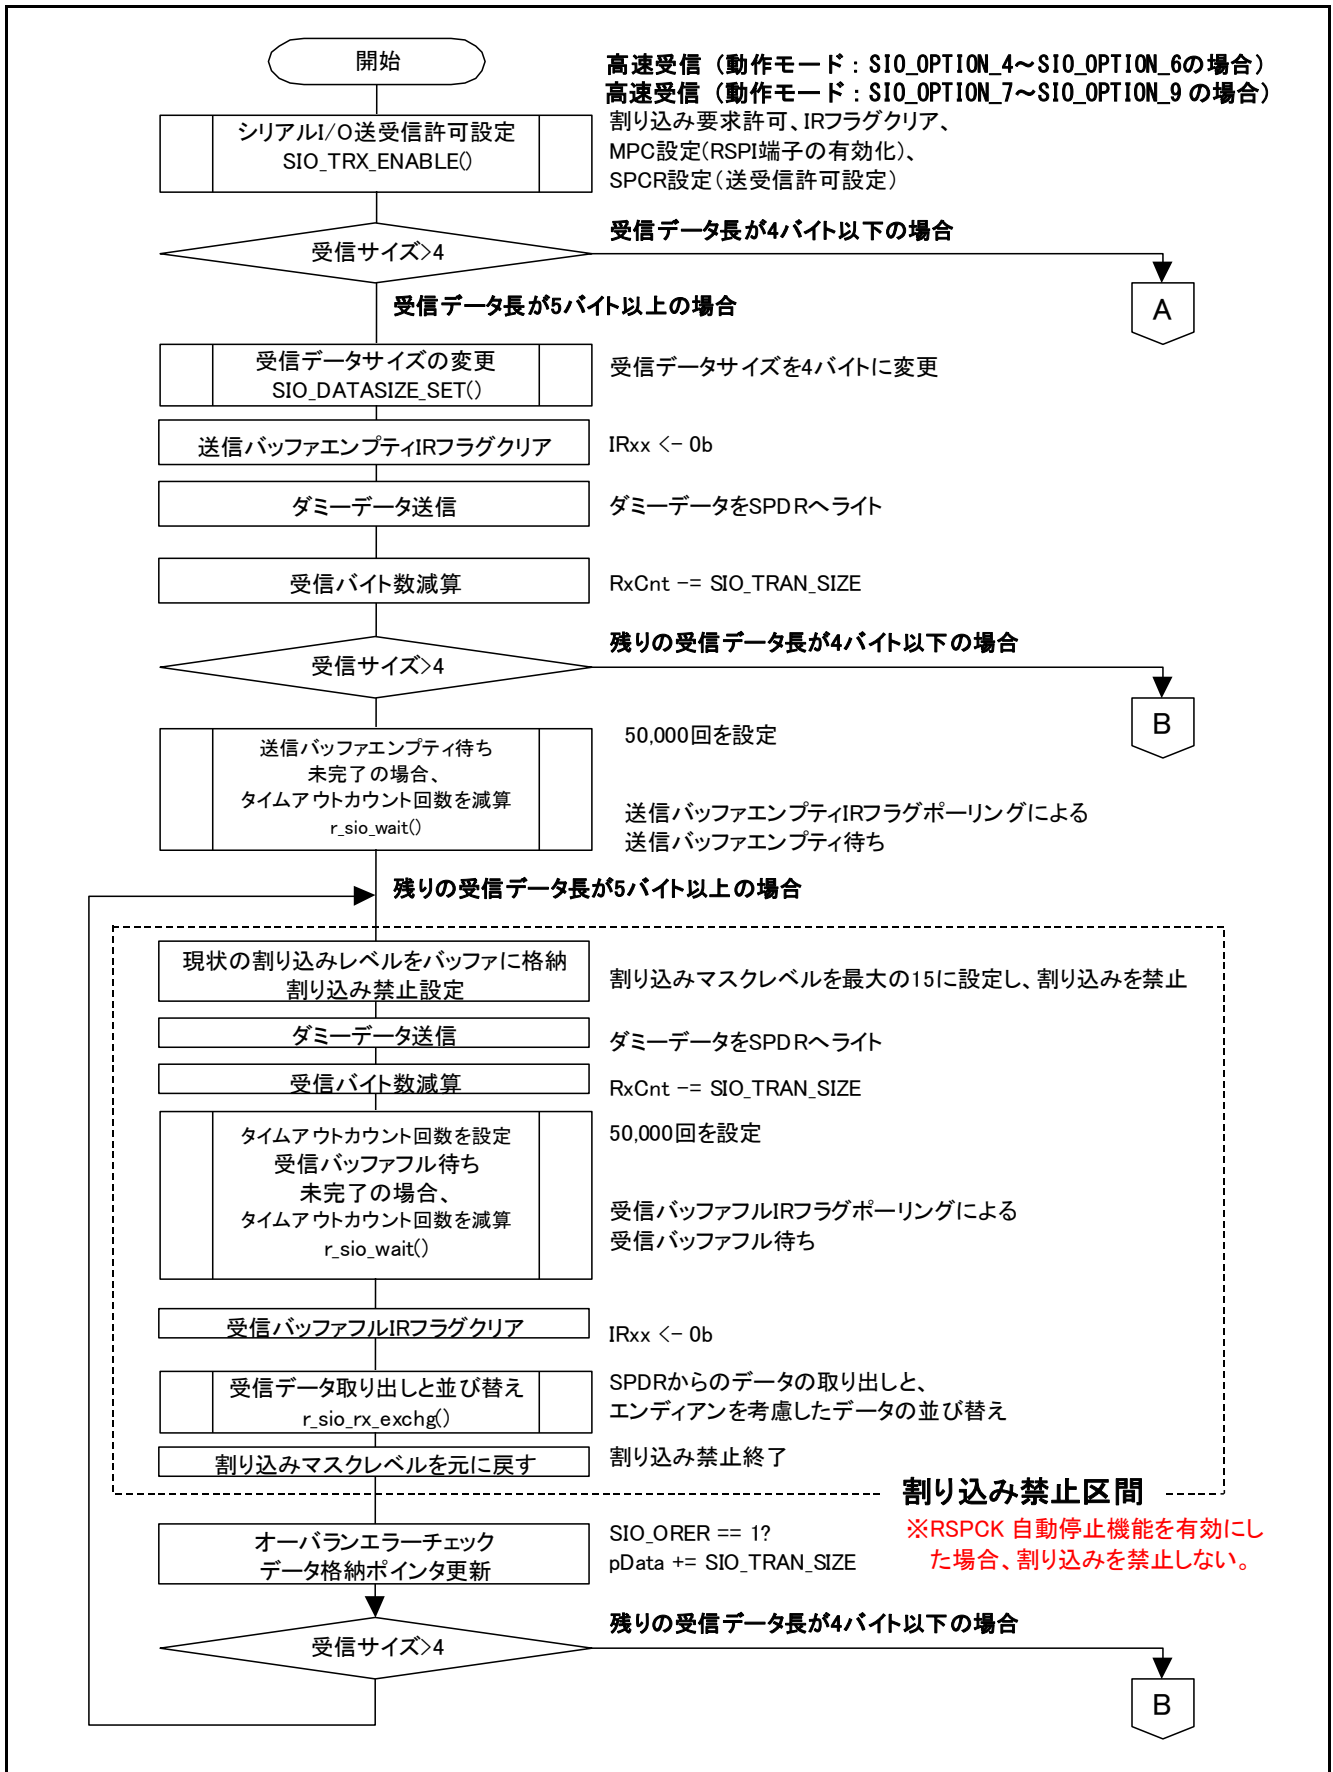 開始
高速受信（動作モード：SIO_OPTION_4～SIO_OPTION_6の場合）
高速受信（動作モード：SIO_OPTION_7～SIO_OPTION_9 の場合）
シリアルI/O送受信許可設定
SIO_TRX_ENABLE()
割り込み要求許可、IRフラグクリア、
MPC設定(RSPI端子の有効化)、
SPCR設定（送受信許可設定）
受信サイズ>4
受信データ長が4バイト以下の場合
A
受信データ長が5バイト以上の場合
受信データサイズの変更
SIO_DATASIZE_SET()
受信データサイズを4バイトに変更
送信バッファエンプティIRフラグクリア
IRxx <- 0b
ダミーデータ送信
ダミーデータをSPDRへライト
受信バイト数減算
RxCnt -= SIO_TRAN_SIZE
受信サイズ>4
残りの受信データ長が4バイト以下の場合
B
送信バッファエンプティ待ち
未完了の場合、
タイムアウトカウント回数を減算
r_sio_wait()
50,000回を設定
送信バッファエンプティIRフラグポーリングによる
送信バッファエンプティ待ち
残りの受信データ長が5バイト以上の場合
現状の割り込みレベルをバッファに格納
割り込み禁止設定
割り込みマスクレベルを最大の15に設定し、割り込みを禁止
ダミーデータ送信
ダミーデータをSPDRへライト
受信バイト数減算
RxCnt -= SIO_TRAN_SIZE
タイムアウトカウント回数を設定
受信バッファフル待ち
未完了の場合、
タイムアウトカウント回数を減算
r_sio_wait()
50,000回を設定
受信バッファフルIRフラグポーリングによる
受信バッファフル待ち
受信バッファフルIRフラグクリア
IRxx <- 0b
受信データ取り出しと並び替え
r_sio_rx_exchg()
SPDRからのデータの取り出しと、
エンディアンを考慮したデータの並び替え
割り込みマスクレベルを元に戻す
割り込み禁止終了
割り込み禁止区間
※RSPCK 自動停止機能を有効にし
た場合、割り込みを禁止しない。
オーバランエラーチェック
データ格納ポインタ更新
SIO_ORER == 1?
pData += SIO_TRAN_SIZE
受信サイズ>4
残りの受信データ長が4バイト以下の場合
B